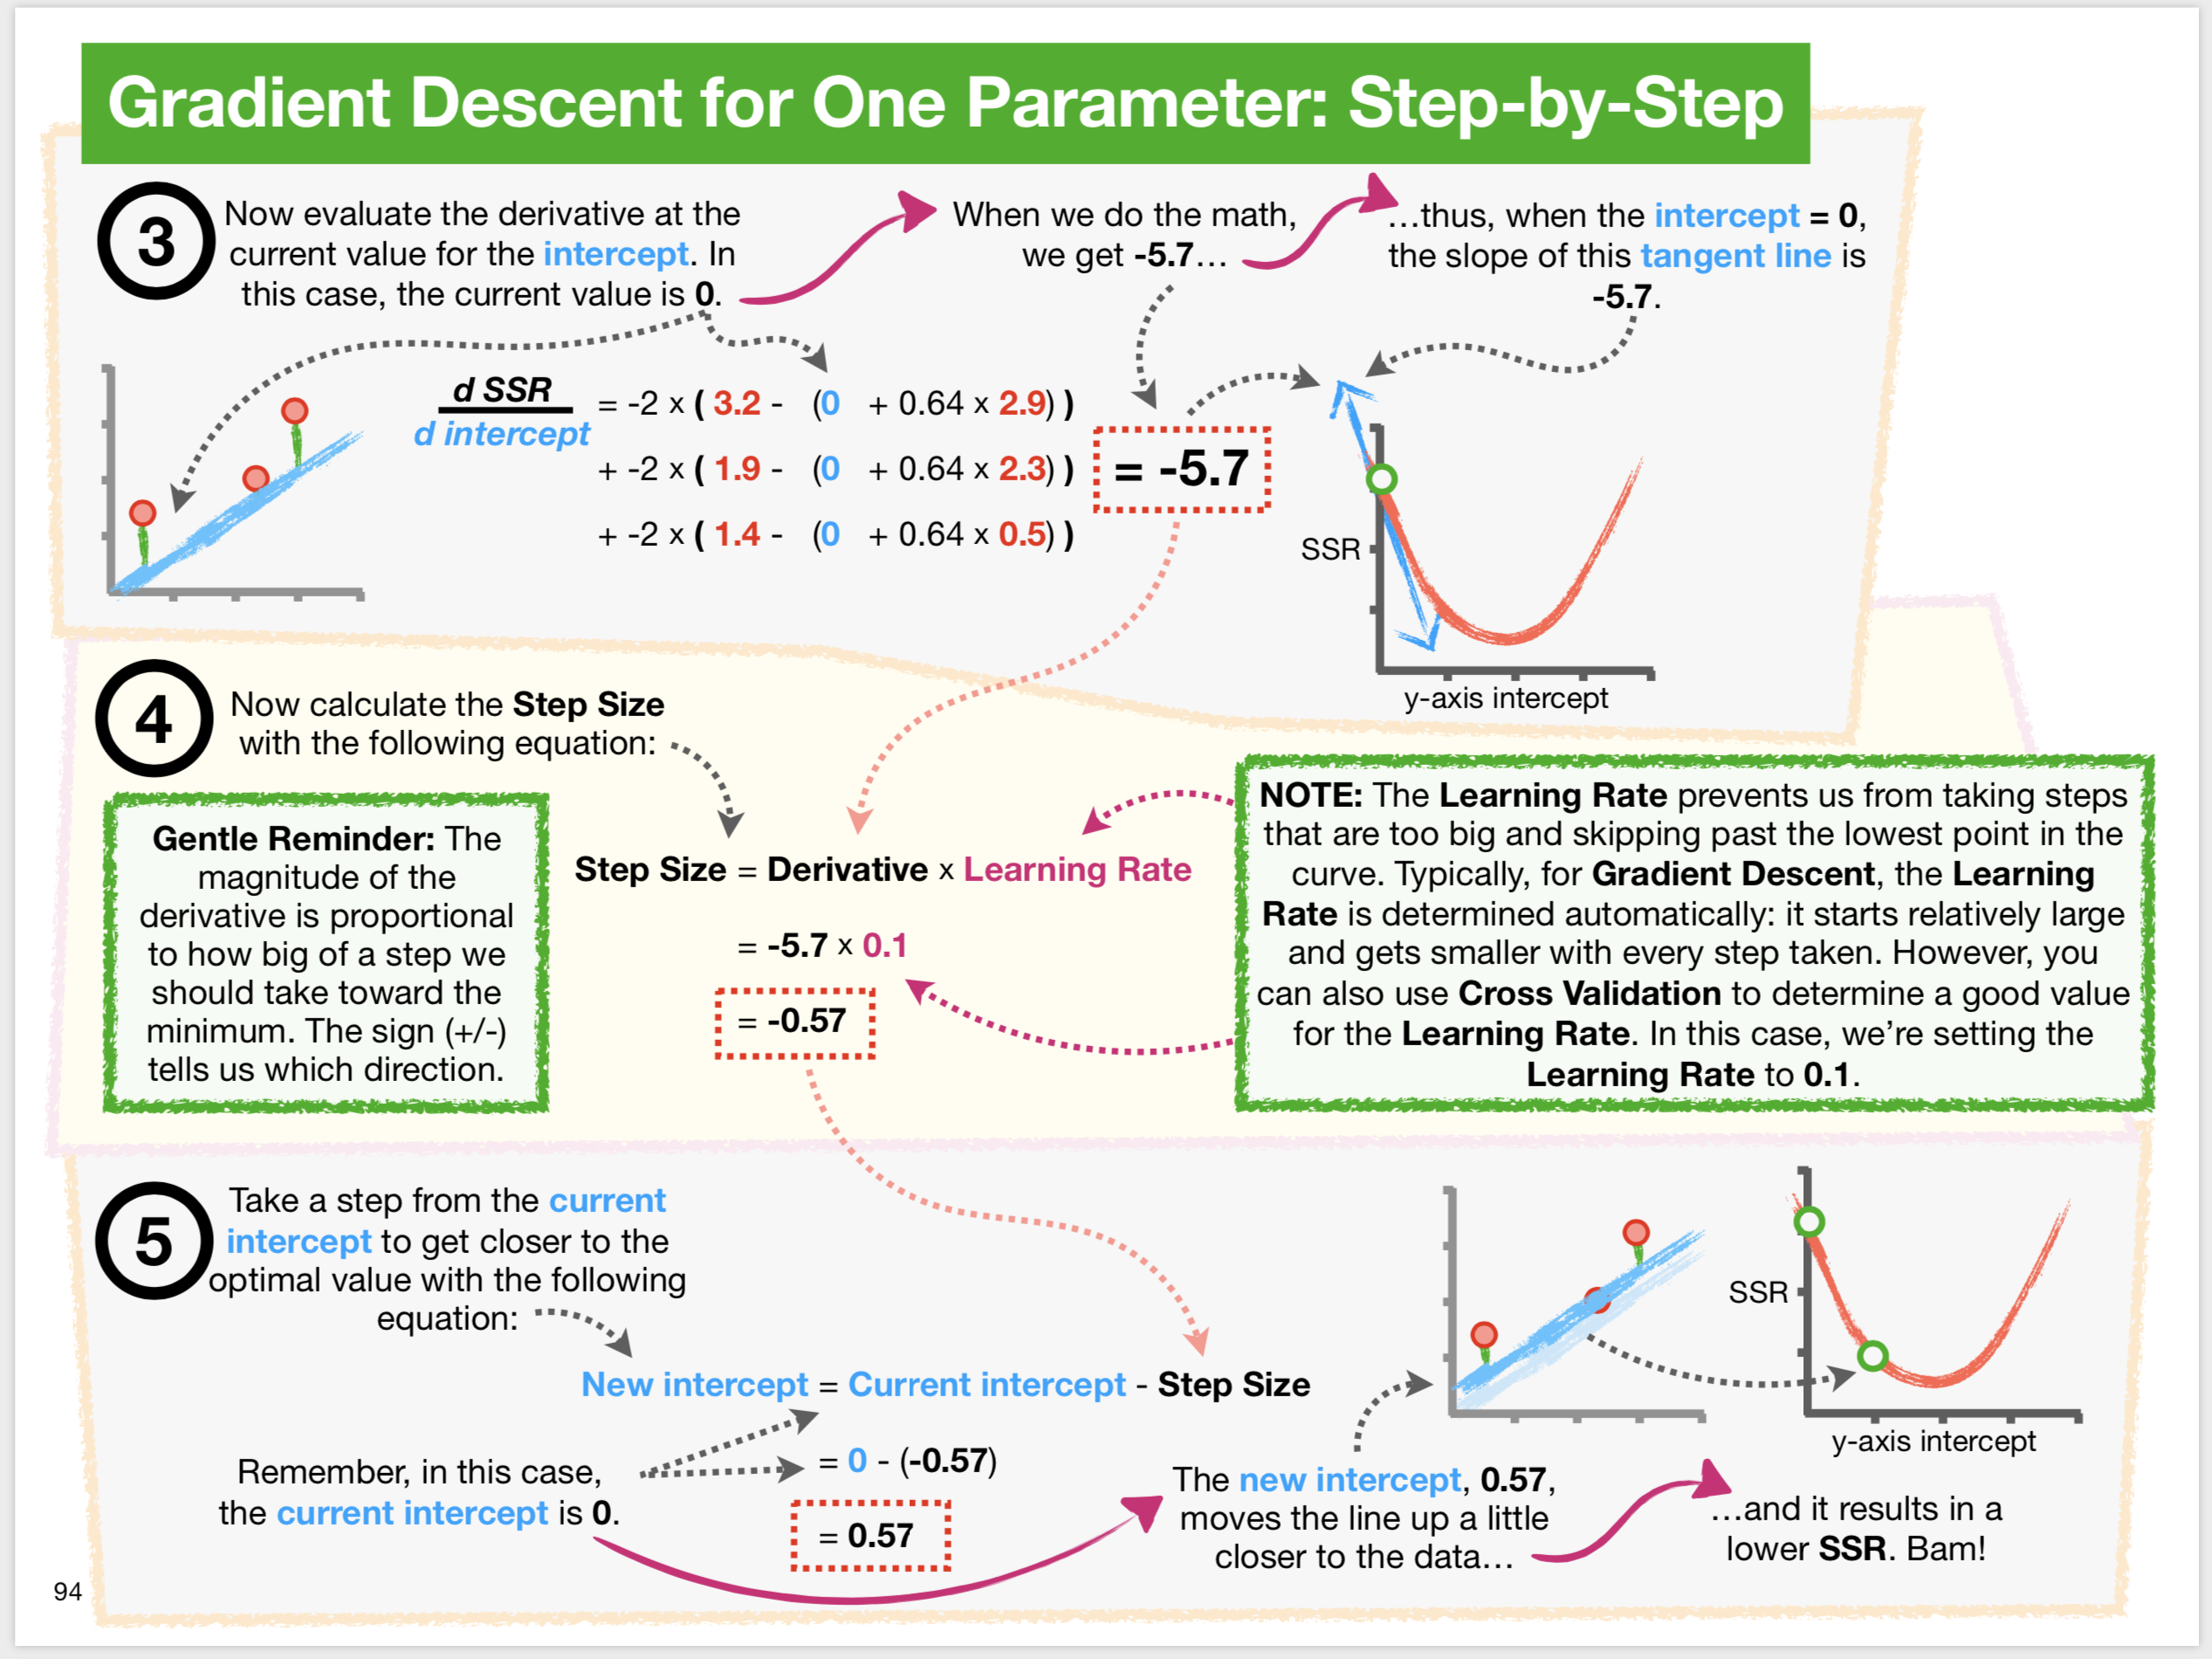 Gradient Descent for One Parameter: Step-by-Step
3
Now evaluate the derivative at the
current value for the intercept. In
this case, the current value is 0.
When we do the math,
we get -5.7…
…thus, when the intercept = 0,
the slope of this tangent line is
-5.7.
d SSR
d intercept
= -2 x ( 3.2 - (0 + 0.64 x 2.9) )
+ -2 x ( 1.9 - (0 + 0.64 x 2.3) )
+ -2 x ( 1.4 - (0 + 0.64 x 0.5) )
= -5.7
SSR
y-axis intercept
4
Now calculate the Step Size
with the following equation:
Gentle Reminder: The
magnitude of the
derivative is proportional
to how big of a step we
should take toward the
minimum. The sign (+/-)
tells us which direction.
Step Size = Derivative x Learning Rate
= -5.7 x 0.1
= -0.57
NOTE: The Learning Rate prevents us from taking steps
that are too big and skipping past the lowest point in the
curve. Typically, for Gradient Descent, the Learning
Rate is determined automatically: it starts relatively large
and gets smaller with every step taken. However, you
can also use Cross Validation to determine a good value
for the Learning Rate. In this case, we’re setting the
Learning Rate to 0.1.
5
Take a step from the current
intercept to get closer to the
optimal value with the following
equation:
New intercept = Current intercept - Step Size
= 0 - (-0.57)
= 0.57
Remember, in this case,
the current intercept is 0.
The new intercept, 0.57,
moves the line up a little
closer to the data…
SSR
y-axis intercept
…and it results in a
lower SSR. Bam!
94